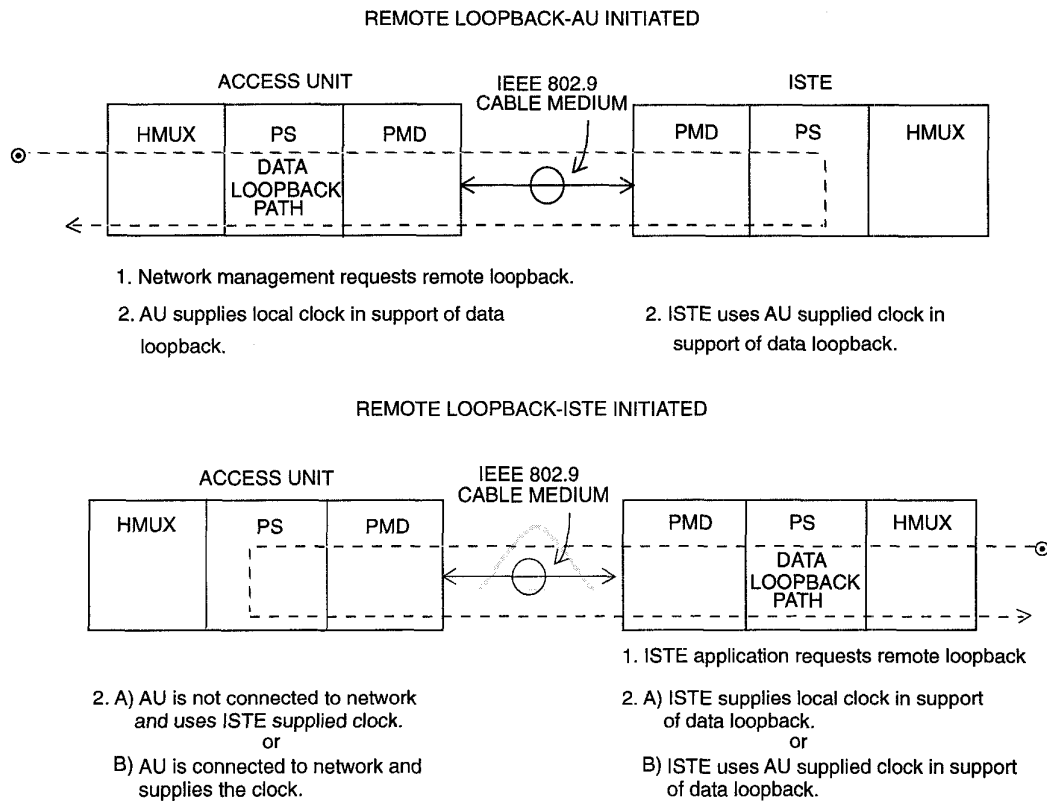 REMOTE LOOPBACK-AU INITIATED
ACCESS UNIT
IEEE 802.9
CABLE MEDIUM
ISTE
HMUX
PS
PMD
PMD
PS
HMUX
DATA
LOOPBACK
PATH
1. Network management requests remote loopback.
2. AU supplies local clock in support of data
loopback.
2. ISTE uses AU supplied clock in
support of data loopback.
REMOTE LOOPBACK-ISTE INITIATED
ACCESS UNIT
IEEE 802.9
CABLE MEDIUM
HMUX
PS
PMD
PMD
PS
HMUX
DATA
LOOPBACK
PATH
1. ISTE application requests remote loopback
2. A) AU is not connected to network
and uses ISTE supplied clock.
or
B) AU is connected to network and
supplies the clock.
2. A) ISTE supplies local clock in support
of data loopback.
or
B) ISTE uses AU supplied clock in support
of data loopback.